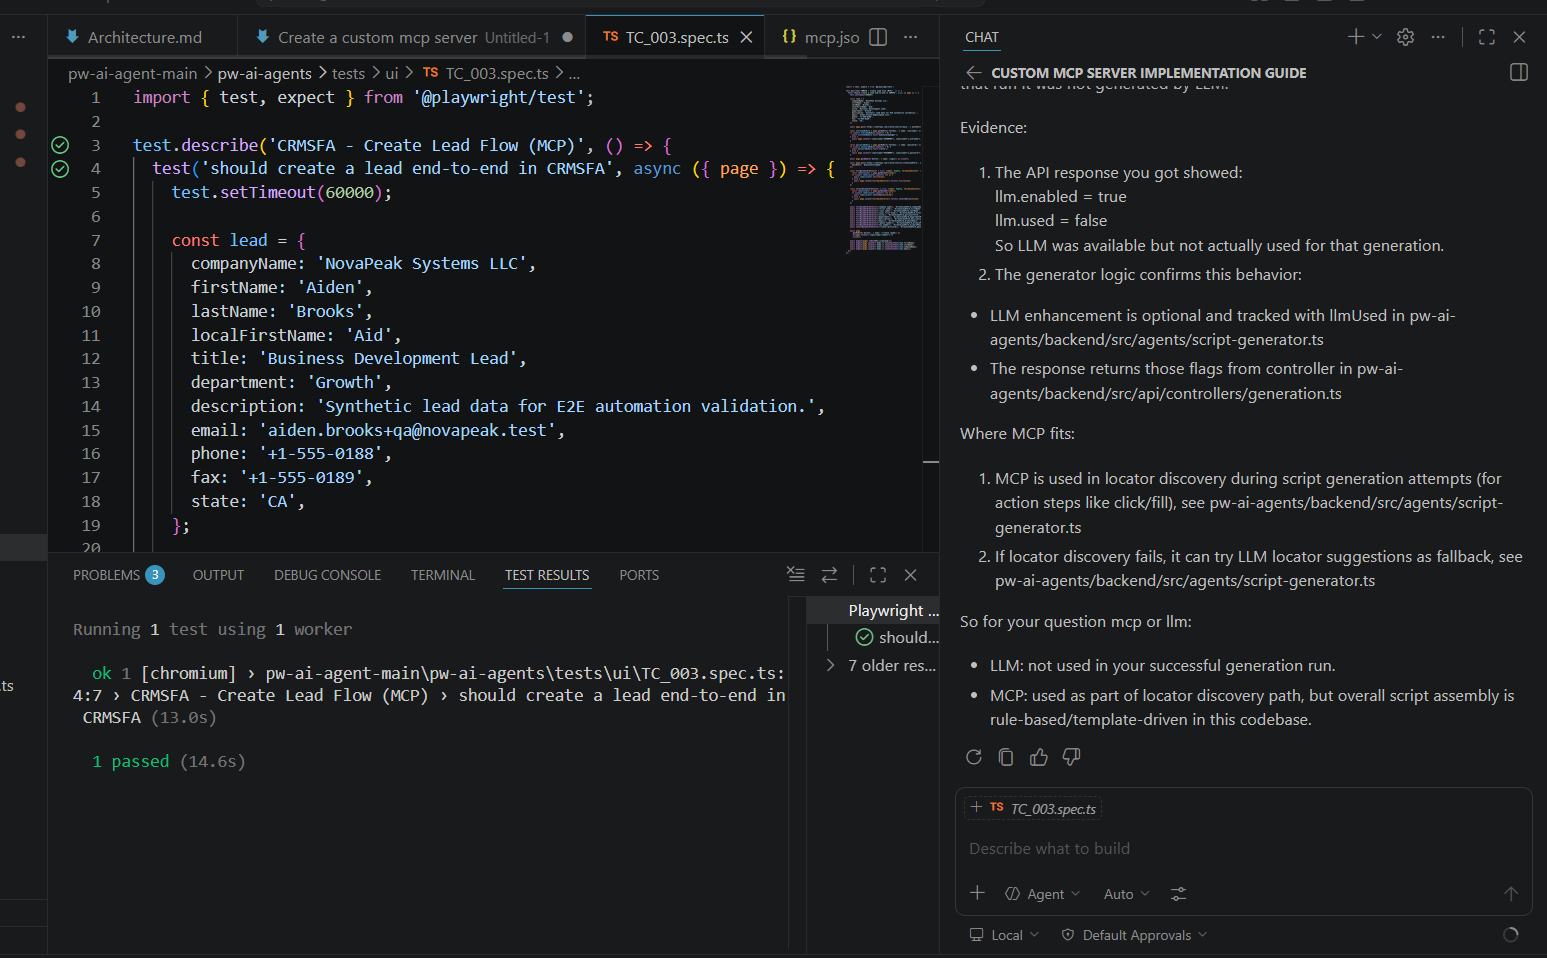 Architecture.md
Create a custom mcp server Untitled-1
TS TC_003.spec.ts
{} mcp.jso
pw-ai-agent-main > pw-ai-agents > tests > ui > TS TC_003.spec.ts > ...
1 import { test, expect } from '@playwright/test';
2
3 test.describe('CRMSFA - Create Lead Flow (MCP)', () => {
4 test('should create a lead end-to-end in CRMSFA', async ({ page }) => {
5 test.setTimeout(60000);
6
7 const lead = {
8 companyName: 'NovaPeak Systems LLC',
9 firstName: 'Aiden',
10 lastName: 'Brooks',
11 localFirstName: 'Aid',
12 title: 'Business Development Lead',
13 department: 'Growth',
14 description: 'Synthetic lead data for E2E automation validation.',
15 email: 'aiden.brooks+qa@novapeak.test',
16 phone: '+1-555-0188',
17 fax: '+1-555-0189',
18 state: 'CA',
19 };
20
.ts
PROBLEMS 3 OUTPUT DEBUG CONSOLE TERMINAL TEST RESULTS PORTS
Running 1 test using 1 worker
ok 1 [chromium] › pw-ai-agent-main\pw-ai-agents\tests\ui\TC_003.spec.ts:
4:7 › CRMSFA - Create Lead Flow (MCP) › should create a lead end-to-end in
CRMSFA (13.0s)
1 passed (14.6s)
Playwright ...
should...
7 older res...
CHAT
CUSTOM MCP SERVER IMPLEMENTATION GUIDE
that run it was not generated by LLM.
Evidence:
1. The API response you got showed:
llm.enabled = true
llm.used = false
So LLM was available but not actually used for that generation.
2. The generator logic confirms this behavior:
• LLM enhancement is optional and tracked with llmUsed in pw-ai-
agents/backend/src/agents/script-generator.ts
• The response returns those flags from controller in pw-ai-
agents/backend/src/api/controllers/generation.ts
Where MCP fits:
1. MCP is used in locator discovery during script generation attempts (for
action steps like click/fill), see pw-ai-agents/backend/src/agents/script-
generator.ts
2. If locator discovery fails, it can try LLM locator suggestions as fallback, see
pw-ai-agents/backend/src/agents/script-generator.ts
So for your question mcp or llm:
• LLM: not used in your successful generation run.
• MCP: used as part of locator discovery path, but overall script assembly is
rule-based/template-driven in this codebase.
TS TC_003.spec.ts
Describe what to build
Agent
Auto
Local
Default Approvals